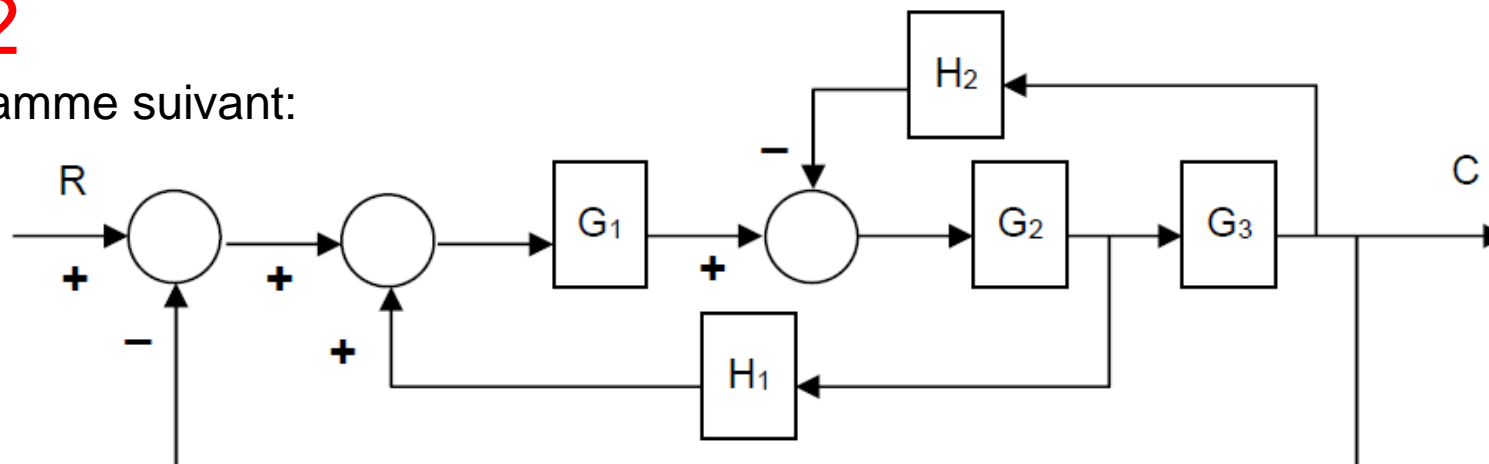 2
amme suivant:
H2
−
R
C
G1
G2
G3
+
+
+
−
+
H1